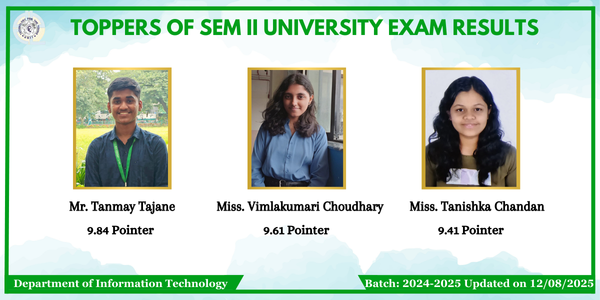 TOPPERS OF SEM II UNIVERSITY EXAM RESULTS
Mr. Tanmay Tajane
Miss. Vimlakumari Choudhary
Miss. Tanishka Chandan
9.84 Pointer
9.61 Pointer
9.41 Pointer
Department of Information Technology
Batch: 2024-2025 Updated on 12/08/2025